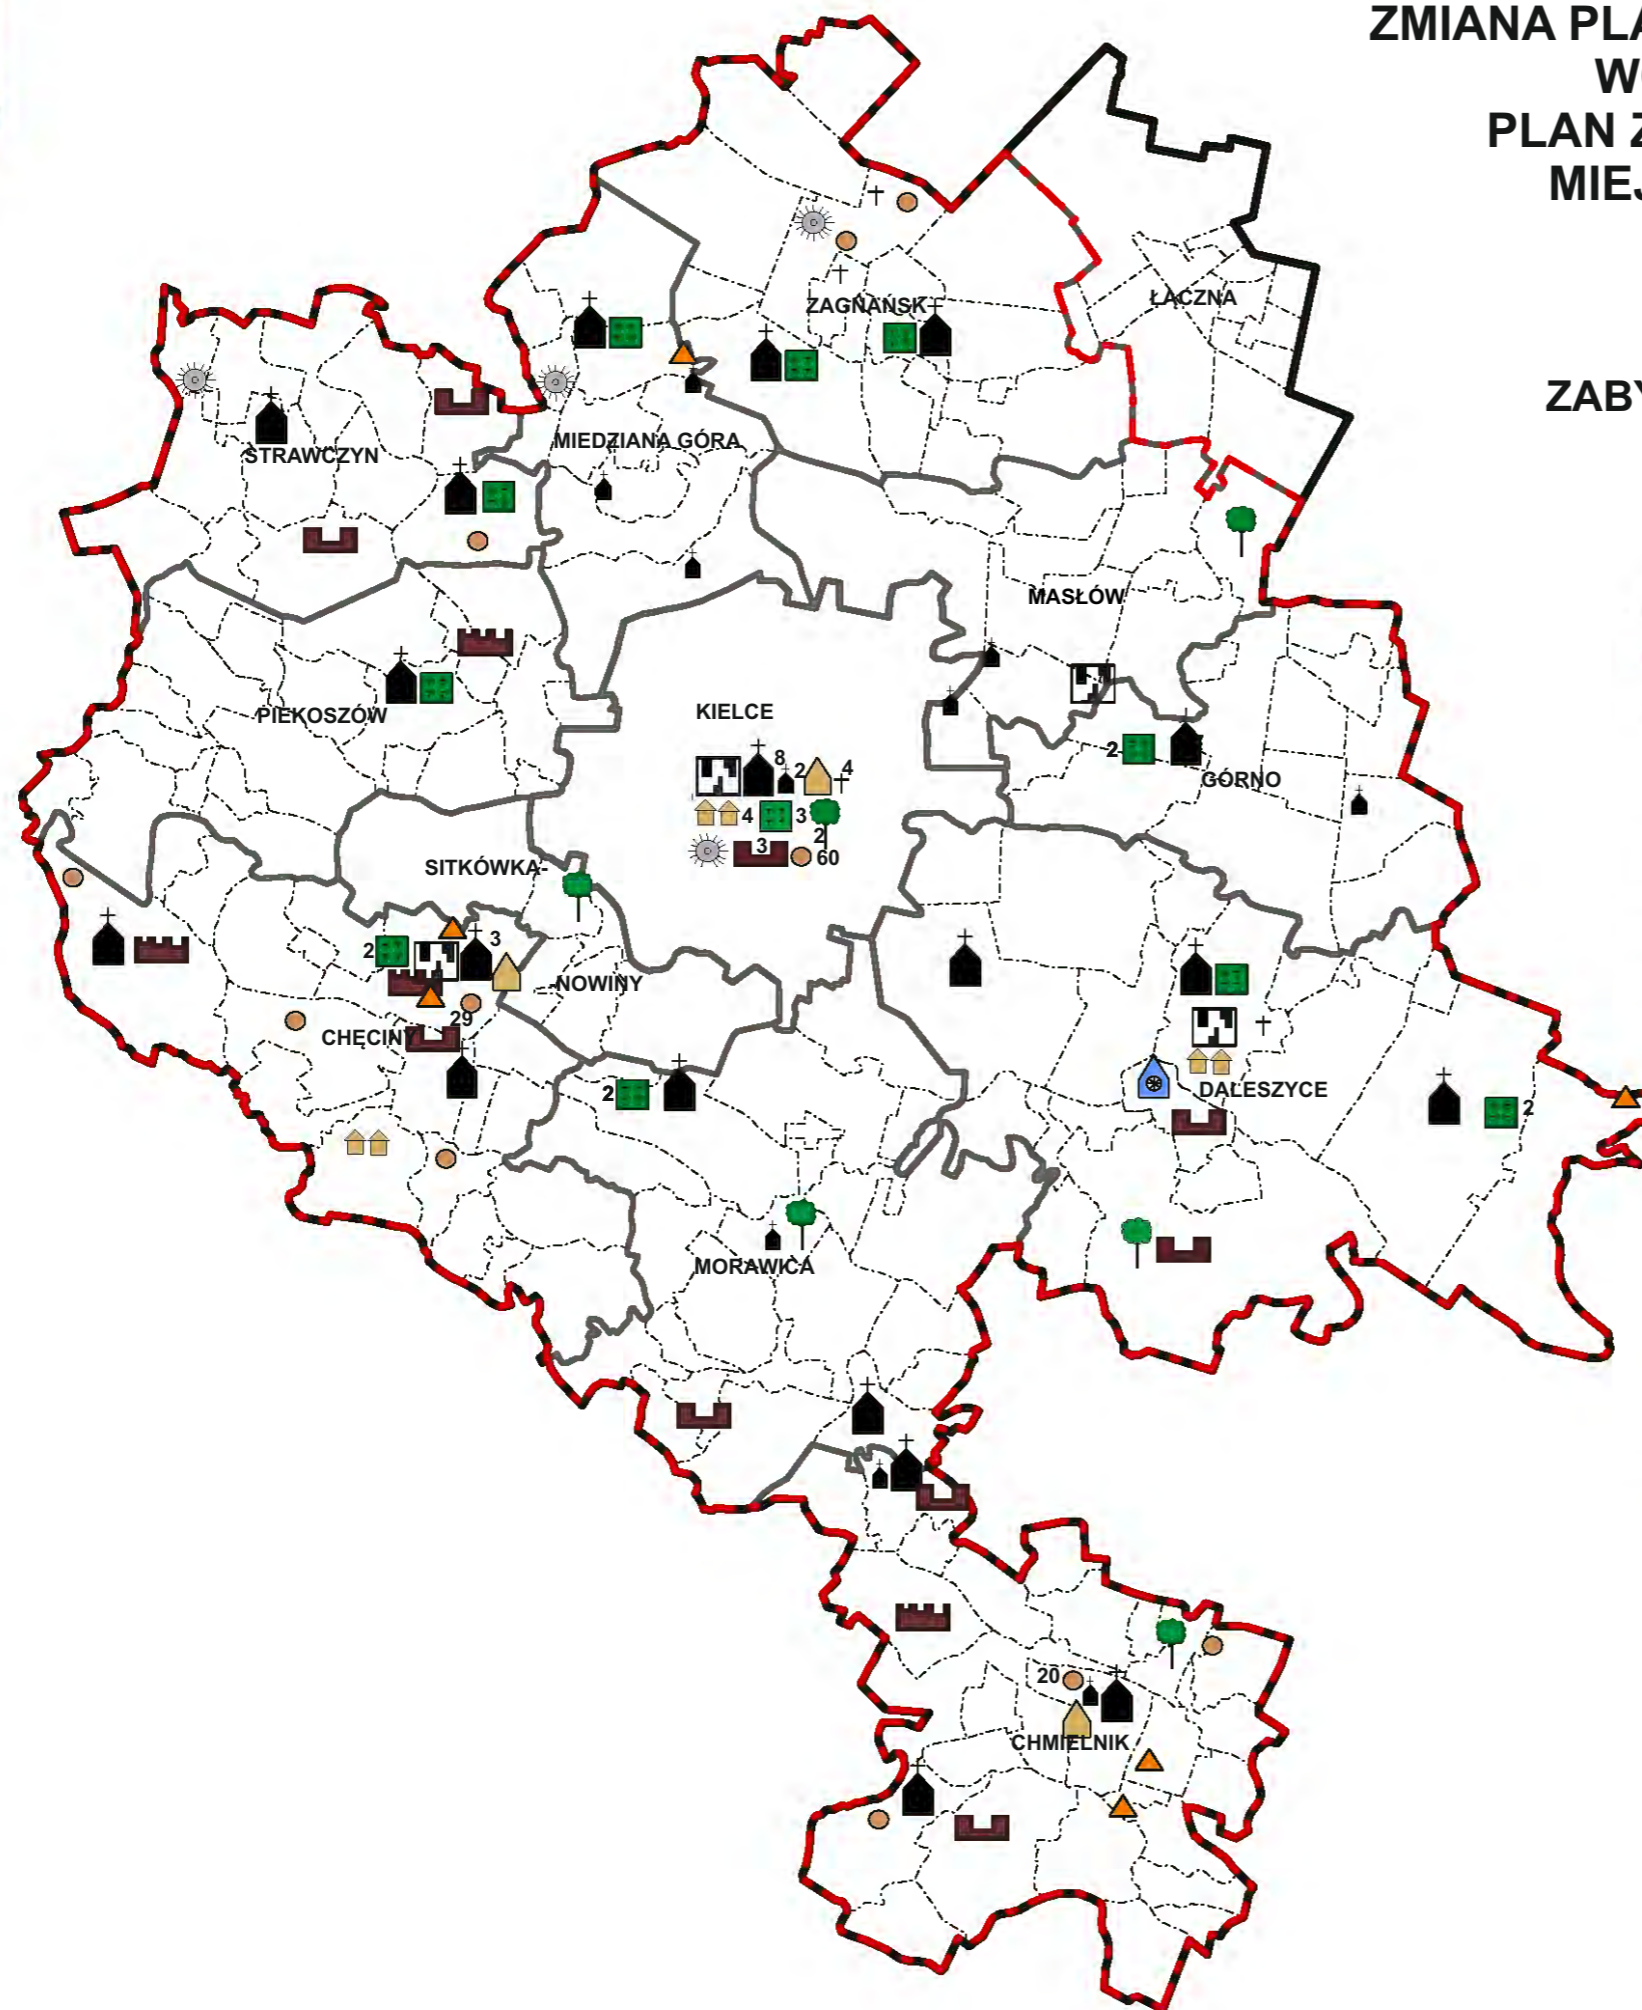 ZMIANA PLA
W
PLAN Z
MIEJ
ZABY
ZAGNAŃSK
ŁĄCZNA
STRAWCZYN
MIEDZIANA GÓRA
MASŁÓW
PIEKOSZÓW
KIELCE
8
2
4
4
3
2
3
60
2
GÓRNO
SITKÓWKA-
-NOWINY
2
3
29
CHĘCINY
2
DALESZYCE
2
MORAWICA
20
CHMIELNIK